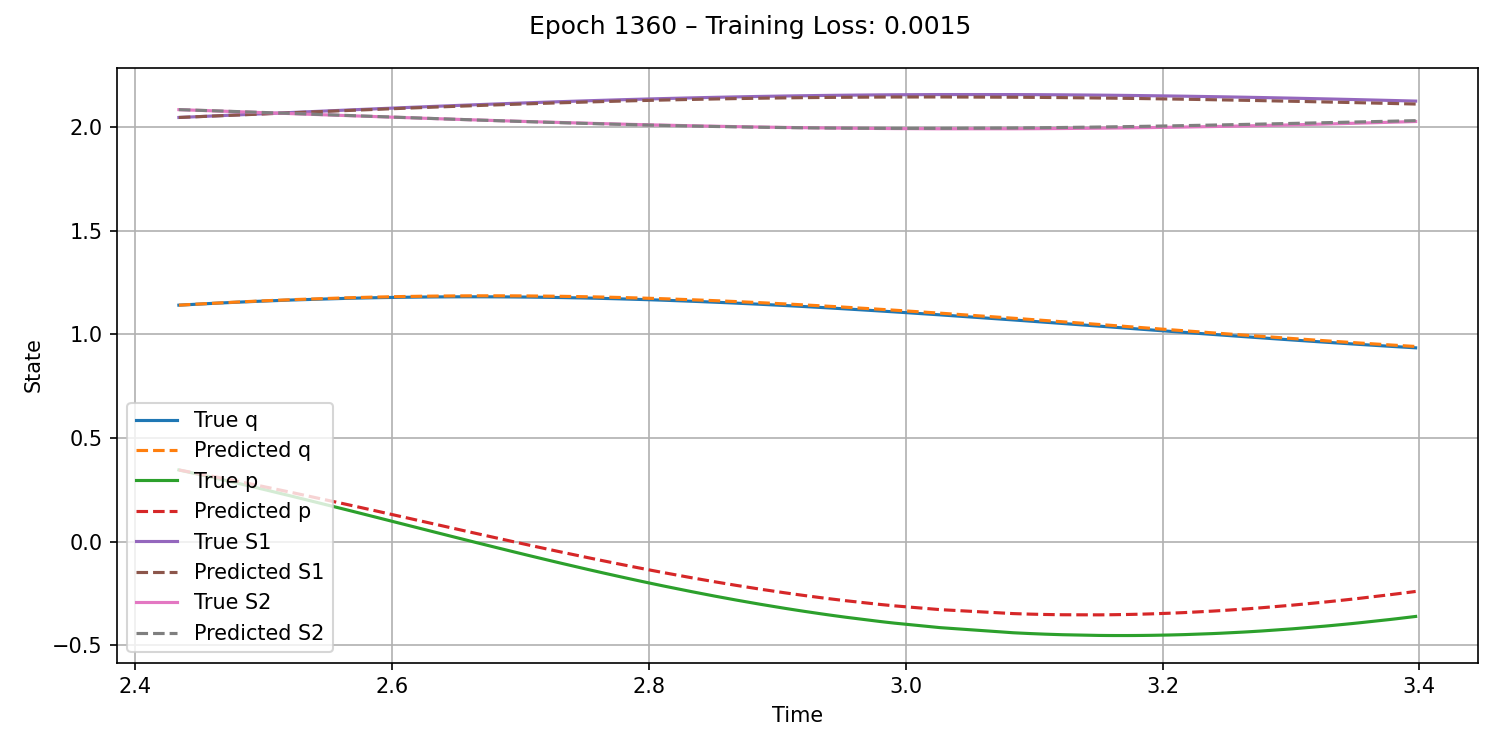 Epoch 1360 – Training Loss: 0.0015
2.0
1.5
1.0
0.5
0.0
−0.5
State
True q
Predicted q
True p
Predicted p
True S1
Predicted S1
True S2
Predicted S2
2.4 2.6 2.8 3.0 3.2 3.4
Time